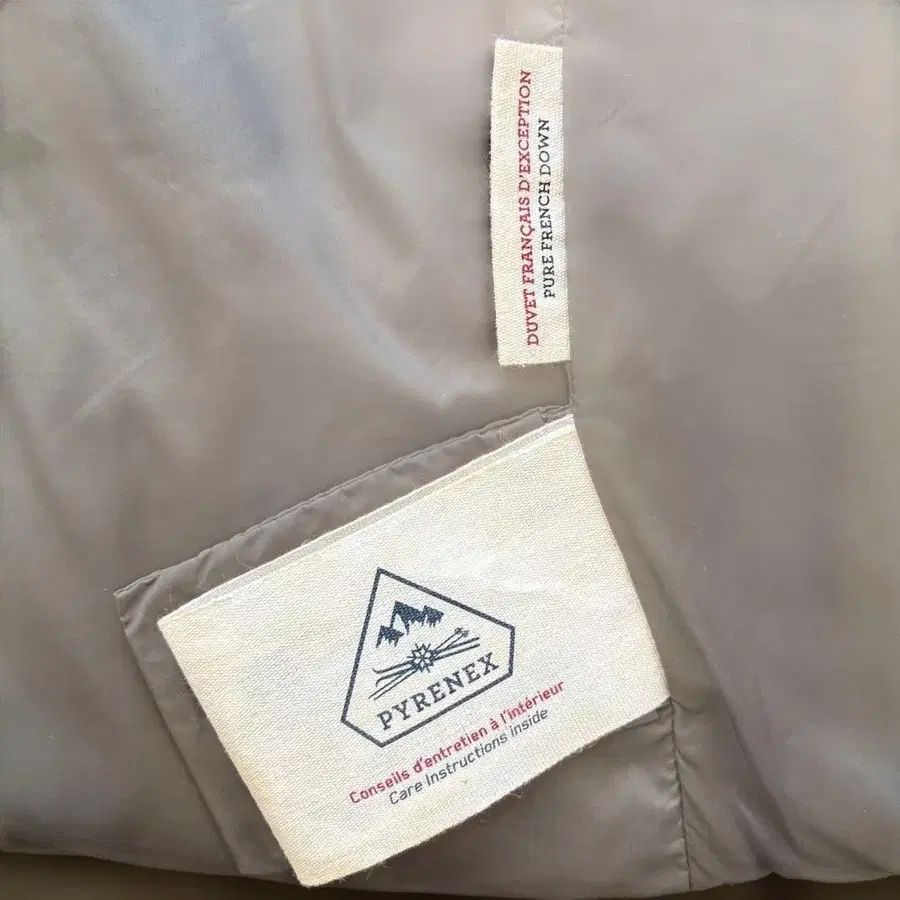 DUVET FRANÇAIS D'EXCEPTION
PURE FRENCH DOWN
PYRENEX
Conseils d'entretien à l'intérieur
Care Instructions inside